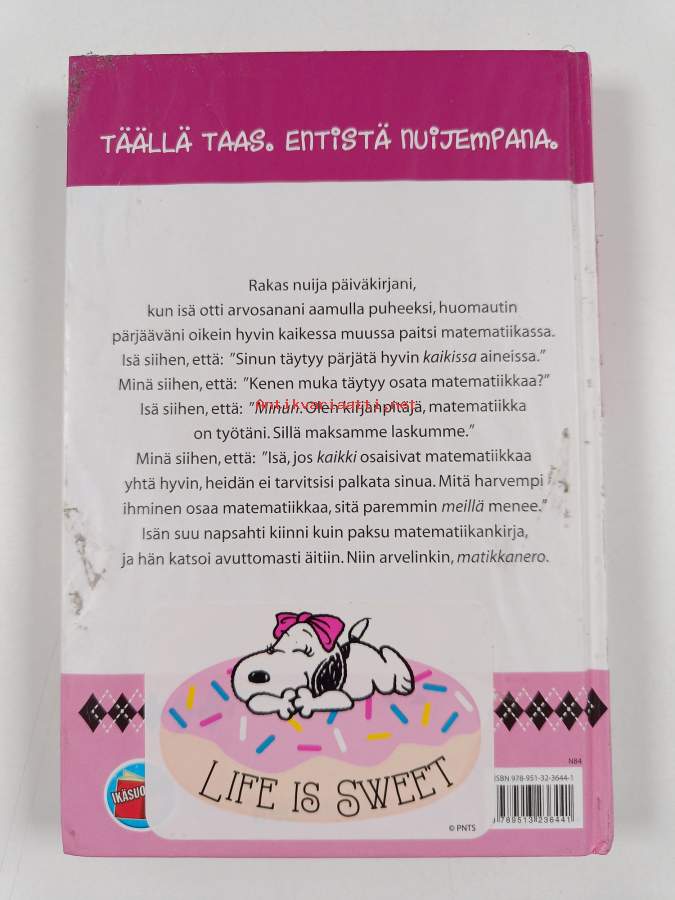 TÄÄLLÄ TAAS. ENTISTÄ NUIJEMPANA.
Rakas nuija päiväkirjani,
kun isä otti arvosanani aamulla puheeksi, huomautin
pärjääväni oikein hyvin kaikessa muussa paitsi matematiikassa.
Isä siihen, että: ”Sinun täytyy pärjätä hyvin kaikissa aineissa.”
Minä siihen, että: ”Kenen muka täytyy osata matematiikkaa?”
Antikvariaatti.net
Isä siihen, että: ”Minun. Olen kirjanpitäjä, matematiikka
on työtäni. Sillä maksamme laskumme.”
Minä siihen, että: ”Isä, jos kaikki osaisivat matematiikkaa
yhtä hyvin, heidän ei tarvitsisi palkata sinua. Mitä harvempi
ihminen osaa matematiikkaa, sitä paremmin meillä menee.”
Isän suu napsahti kiinni kuin paksu matematiikankirja,
ja hän katsoi avuttomasti äitiin. Niin arvelinkin, matikkanero.
N84
ISBN 978-951-32-3644-1
IKÄSUO
LIFE IS SWEET
789513 236441
© PNTS